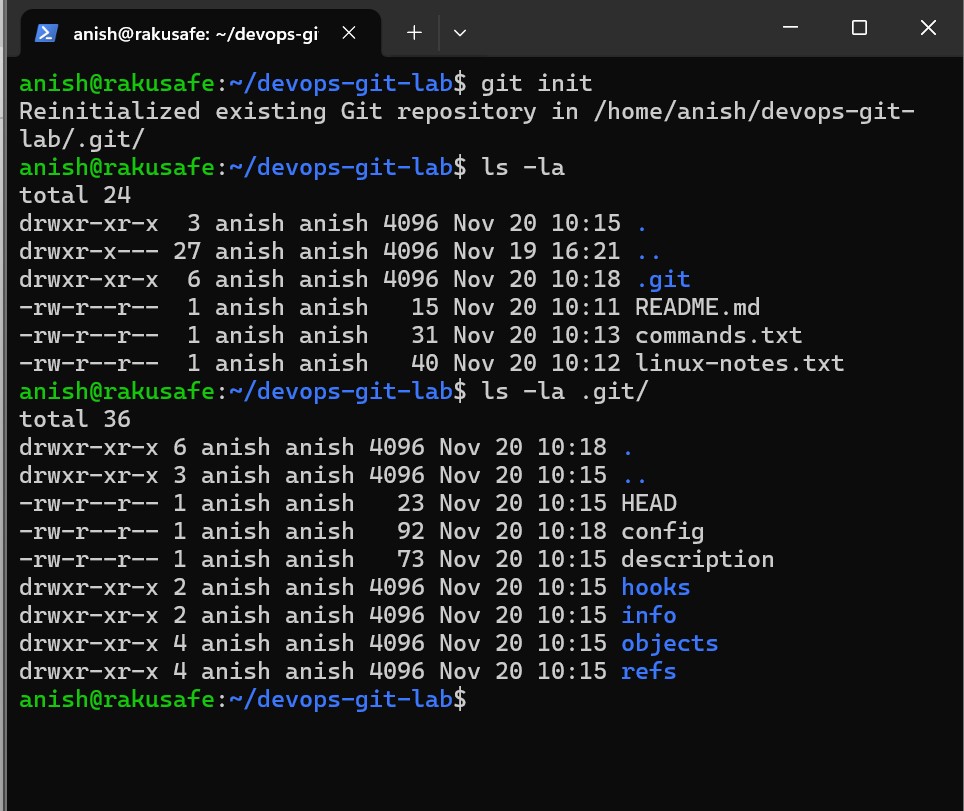 anish@rakusafe: ~/devops-gi
anish@rakusafe:~/devops-git-lab$ git init
Reinitialized existing Git repository in /home/anish/devops-git-
lab/.git/
anish@rakusafe:~/devops-git-lab$ ls -la
total 24
drwxr-xr-x  3 anish anish 4096 Nov 20 10:15 .
drwxr-x--- 27 anish anish 4096 Nov 19 16:21 ..
drwxr-xr-x  6 anish anish 4096 Nov 20 10:18 .git
-rw-r--r--  1 anish anish   15 Nov 20 10:11 README.md
-rw-r--r--  1 anish anish   31 Nov 20 10:13 commands.txt
-rw-r--r--  1 anish anish   40 Nov 20 10:12 linux-notes.txt
anish@rakusafe:~/devops-git-lab$ ls -la .git/
total 36
drwxr-xr-x 6 anish anish 4096 Nov 20 10:18 .
drwxr-xr-x 3 anish anish 4096 Nov 20 10:15 ..
-rw-r--r-- 1 anish anish   23 Nov 20 10:15 HEAD
-rw-r--r-- 1 anish anish   92 Nov 20 10:18 config
-rw-r--r-- 1 anish anish   73 Nov 20 10:15 description
drwxr-xr-x 2 anish anish 4096 Nov 20 10:15 hooks
drwxr-xr-x 2 anish anish 4096 Nov 20 10:15 info
drwxr-xr-x 4 anish anish 4096 Nov 20 10:15 objects
drwxr-xr-x 4 anish anish 4096 Nov 20 10:15 refs
anish@rakusafe:~/devops-git-lab$